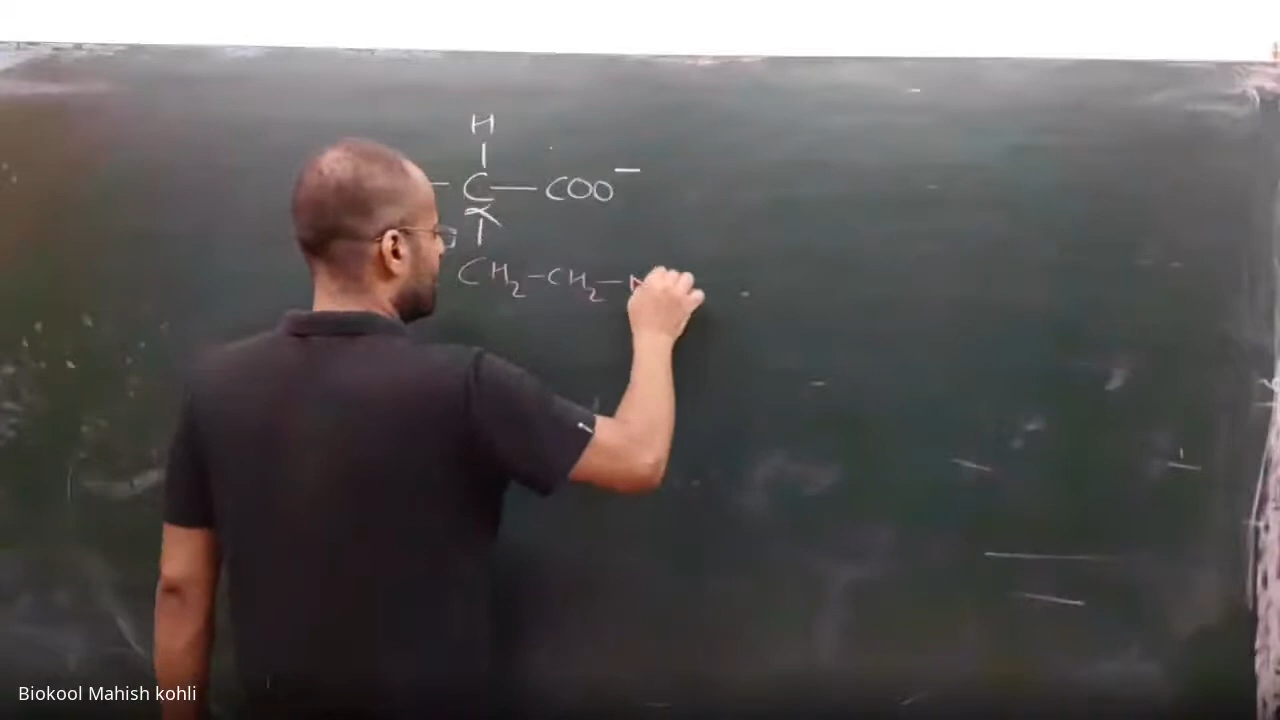 H
C — COO⁻
α
CH₂ - CH₂ -
Biokool Mahish kohli